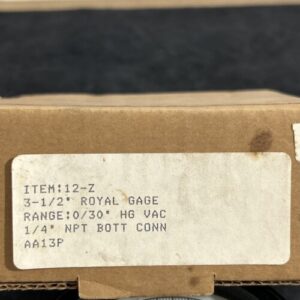 ITEM:12-Z
3-1/2" ROYAL GAGE
RANGE:0/30" HG VAC
1/4" NPT BOTT CONN
AA13P